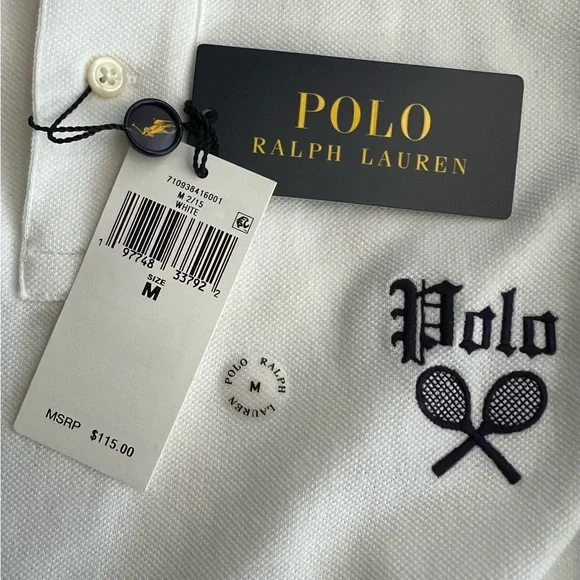 POLO
RALPH LAUREN
710938416001
M 2/15
WHITE
1 97748 33792 2
SIZE
M
MSRP $115.00
POLO RALPH LAUREN
M
Polo